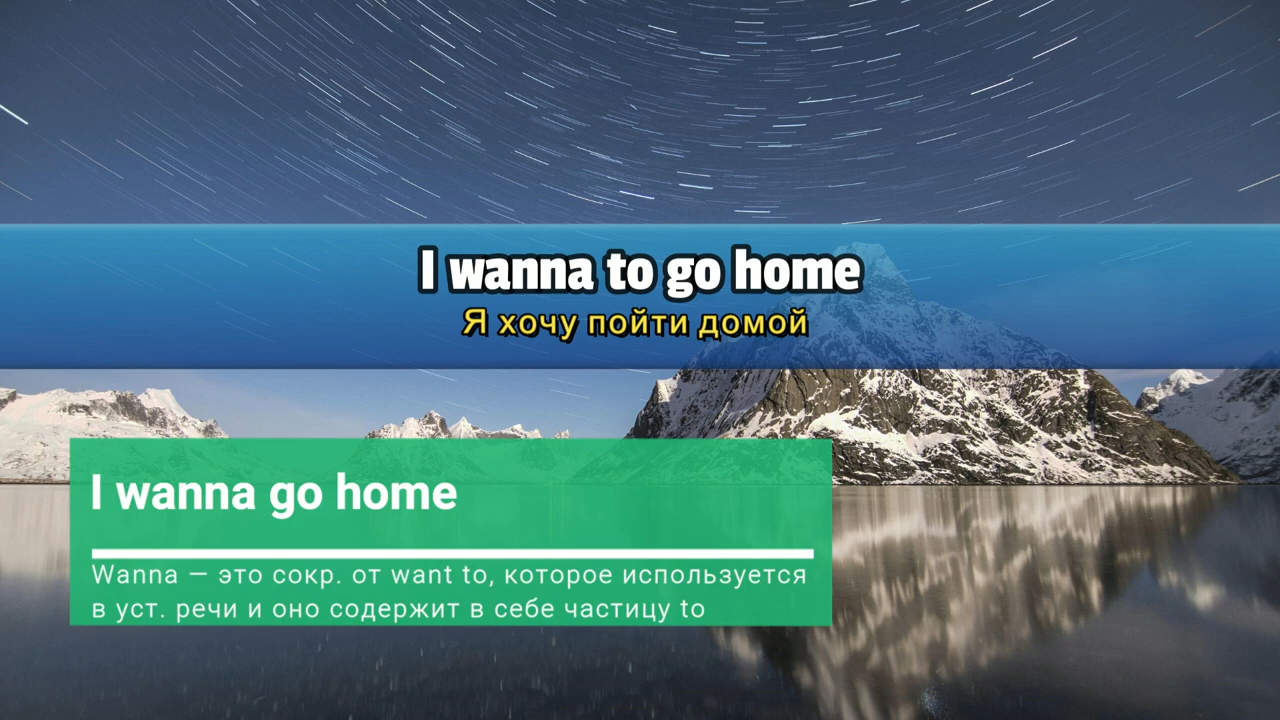 I wanna to go home
Я хочу пойти домой
I wanna go home
Wanna — это сокр. от want to, которое используется
в уст. речи и оно содержит в себе частицу to